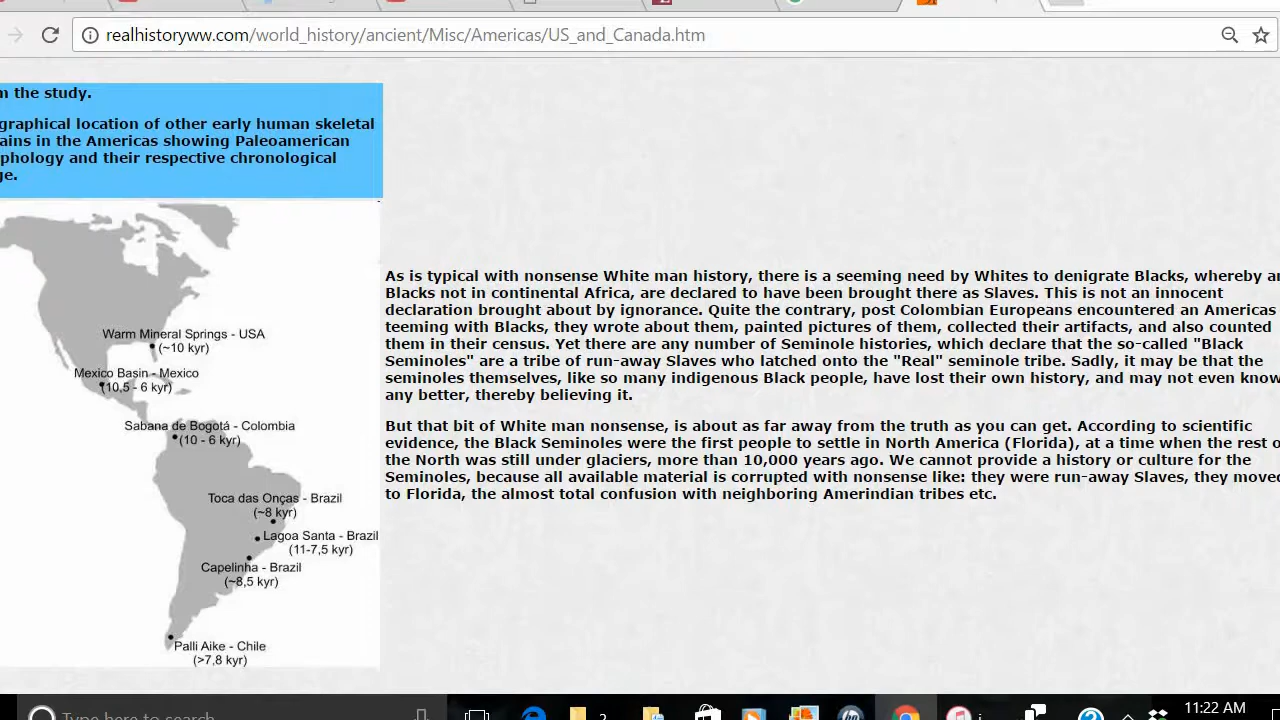 realhistoryww.com/world_history/ancient/Misc/Americas/US_and_Canada.htm
the study.
graphical location of other early human skeletal
ains in the Americas showing Paleoamerican
phology and their respective chronological
ge.
Warm Mineral Springs - USA
(~10 kyr)
Mexico Basin - Mexico
(10,5 - 6 kyr)
Sabana de Bogotá - Colombia
(10 - 6 kyr)
Toca das Onças - Brazil
(~8 kyr)
Lagoa Santa - Brazil
(11-7,5 kyr)
Capelinha - Brazil
(~8,5 kyr)
Palli Aike - Chile
(>7,8 kyr)
As is typical with nonsense White man history, there is a seeming need by Whites to denigrate Blacks, whereby
Blacks not in continental Africa, are declared to have been brought there as Slaves. This is not an innocent
declaration brought about by ignorance. Quite the contrary, post Colombian Europeans encountered an Americas
teeming with Blacks, they wrote about them, painted pictures of them, collected their artifacts, and also counted
them in their census. Yet there are any number of Seminole histories, which declare that the so-called "Black
Seminoles" are a tribe of run-away Slaves who latched onto the "Real" seminole tribe. Sadly, it may be that the
seminoles themselves, like so many indigenous Black people, have lost their own history, and may not even know
any better, thereby believing it.
But that bit of White man nonsense, is about as far away from the truth as you can get. According to scientific
evidence, the Black Seminoles were the first people to settle in North America (Florida), at a time when the rest
the North was still under glaciers, more than 10,000 years ago. We cannot provide a history or culture for the
Seminoles, because all available material is corrupted with nonsense like: they were run-away Slaves, they moved
to Florida, the almost total confusion with neighboring Amerindian tribes etc.
Type here to search
11:22 AM